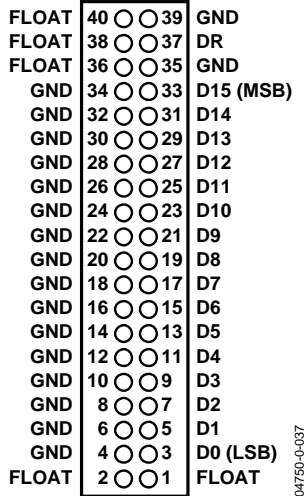 FLOAT 40 39 GND
FLOAT 38 37 DR
FLOAT 36 35 GND
GND 34 33 D15 (MSB)
GND 32 31 D14
GND 30 29 D13
GND 28 27 D12
GND 26 25 D11
GND 24 23 D10
GND 22 21 D9
GND 20 19 D8
GND 18 17 D7
GND 16 15 D6
GND 14 13 D5
GND 12 11 D4
GND 10 9 D3
GND 8 7 D2
GND 6 5 D1
GND 4 3 D0 (LSB)
FLOAT 2 1 FLOAT
04750-0-037